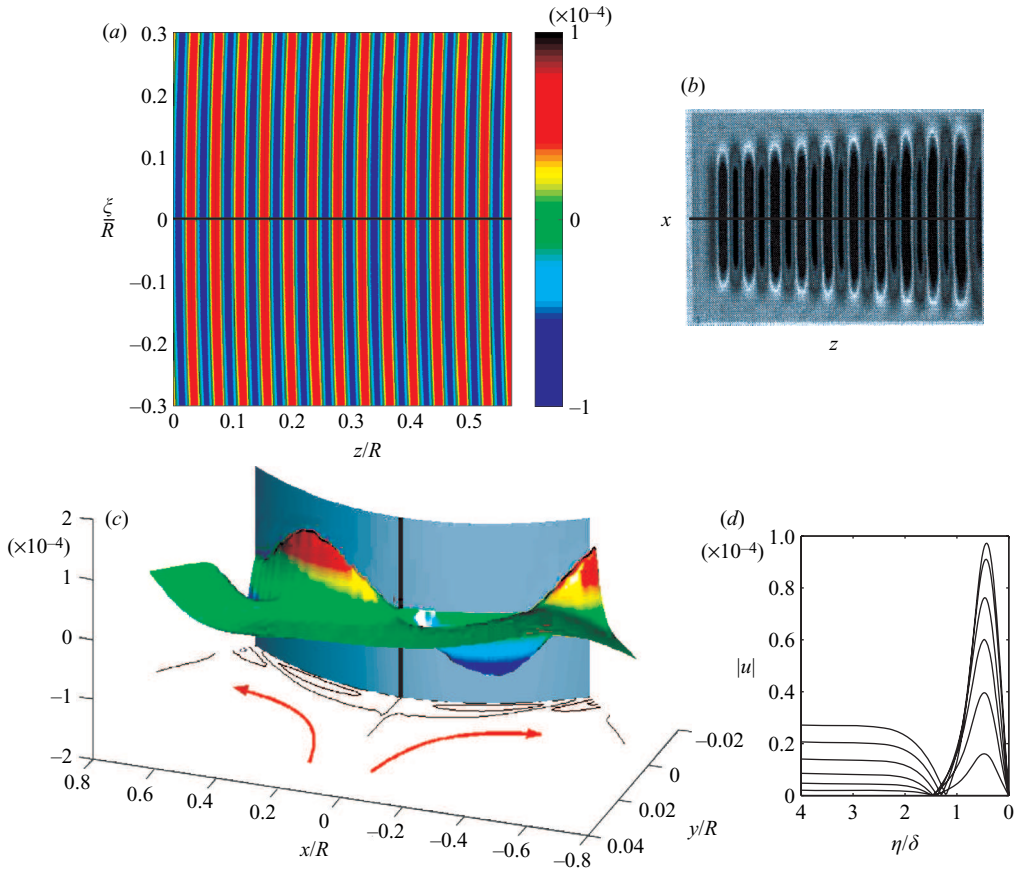 (a)
(×10–4)
0.3
0.2
0.1
0
–0.1
–0.2
–0.3
ξ
R
0 0.1 0.2 0.3 0.4 0.5
z/R
1
0
–1
(b)
x
z
(c)
2
(×10–4)
1
0
–1
–2
0.8 0.6 0.4 0.2 0 –0.2 –0.4 –0.6 –0.8
x/R
–0.02
0
0.02
0.04
y/R
(d)
1.0
(×10–4)
0.8
0.6
|u|
0.4
0.2
0
4 3 2 1 0
η/δ